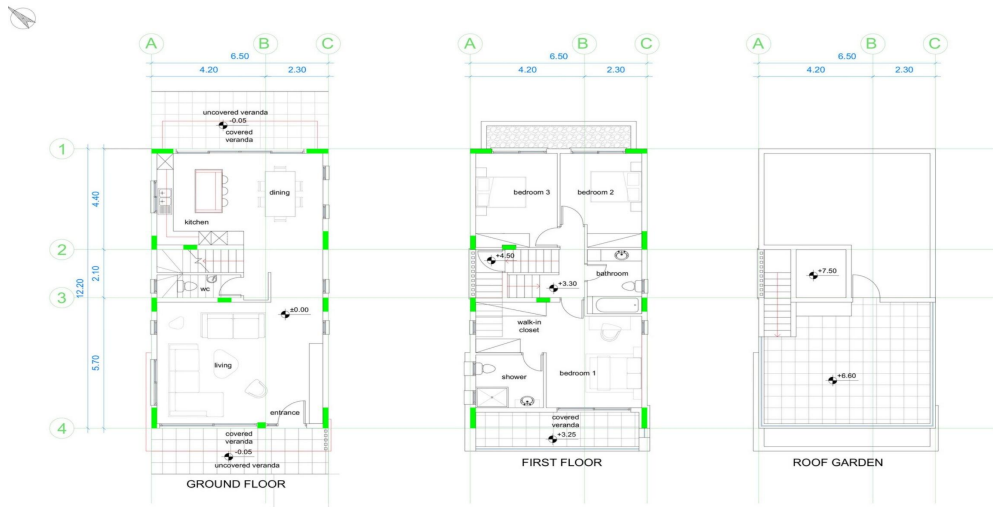 A
B
C
6.50
4.20
2.30
uncovered veranda
-0.05
covered
veranda
1
2
3
4
4.40
2.10
5.70
12.20
dining
kitchen
wc
±0.00
living
entrance
covered
veranda
-0.05
uncovered veranda
GROUND FLOOR
A
B
C
6.50
4.20
2.30
bedroom 3
bedroom 2
+4.50
bathroom
+3.30
walk-in
closet
shower
bedroom 1
covered
veranda
+3.25
FIRST FLOOR
A
B
C
6.50
4.20
2.30
+7.50
+6.60
ROOF GARDEN